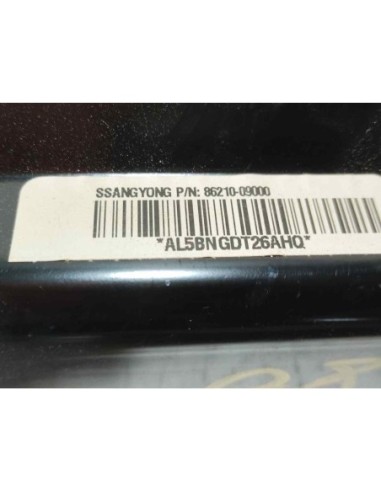 SSANGYONG P/N: 86210-09000
*AL5BNGDT26AHQ*